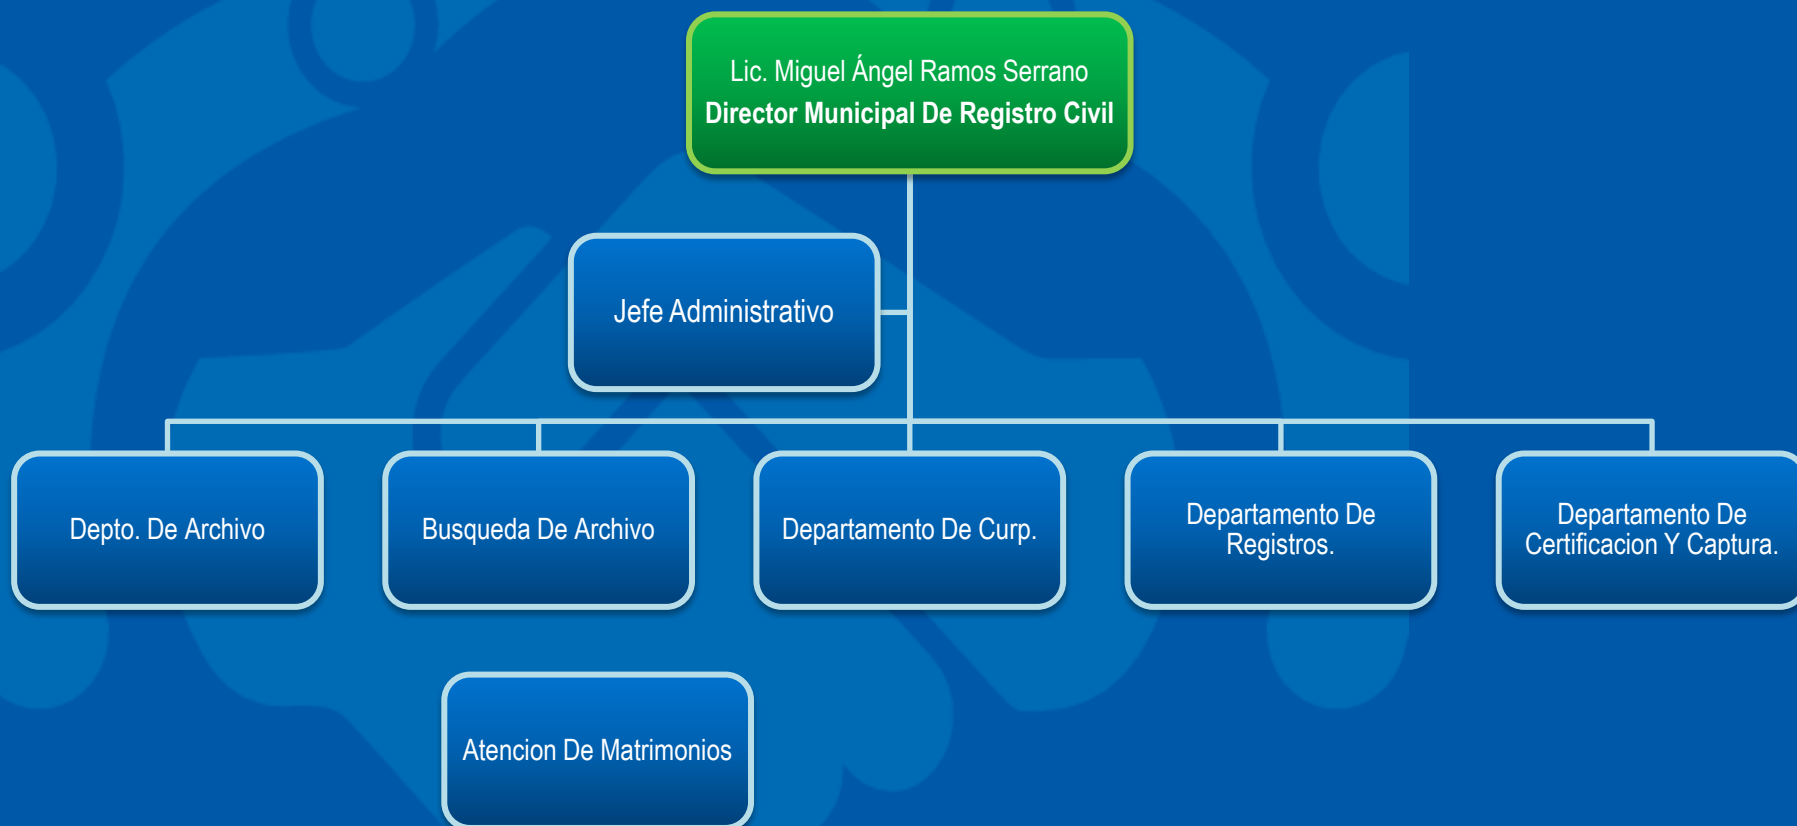 Lic. Miguel Ángel Ramos Serrano
Director Municipal De Registro Civil
Jefe Administrativo
Depto. De Archivo
Busqueda De Archivo
Departamento De Curp.
Departamento De
Registros.
Departamento De
Certificacion Y Captura.
Atencion De Matrimonios